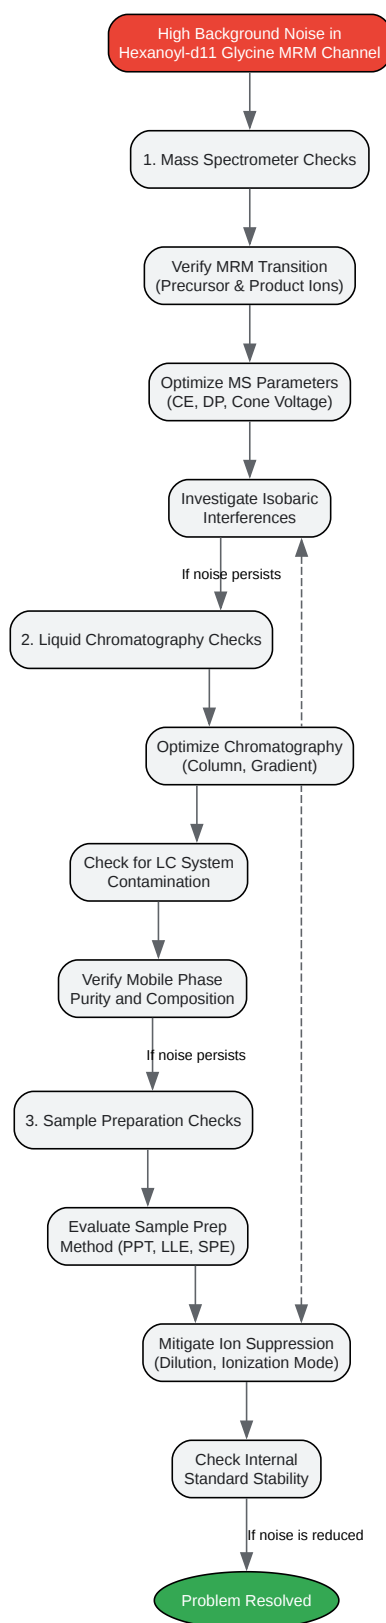 High Background Noise in
Hexanoyl-d11 Glycine MRM Channel
1. Mass Spectrometer Checks
Verify MRM Transition
(Precursor & Product Ions)
Optimize MS Parameters
(CE, DP, Cone Voltage)
Investigate Isobaric
Interferences
If noise persists
2. Liquid Chromatography Checks
Optimize Chromatography
(Column, Gradient)
Check for LC System
Contamination
Verify Mobile Phase
Purity and Composition
If noise persists
3. Sample Preparation Checks
Evaluate Sample Prep
Method (PPT, LLE, SPE)
Mitigate Ion Suppression
(Dilution, Ionization Mode)
Check Internal
Standard Stability
If noise is reduced
Problem Resolved